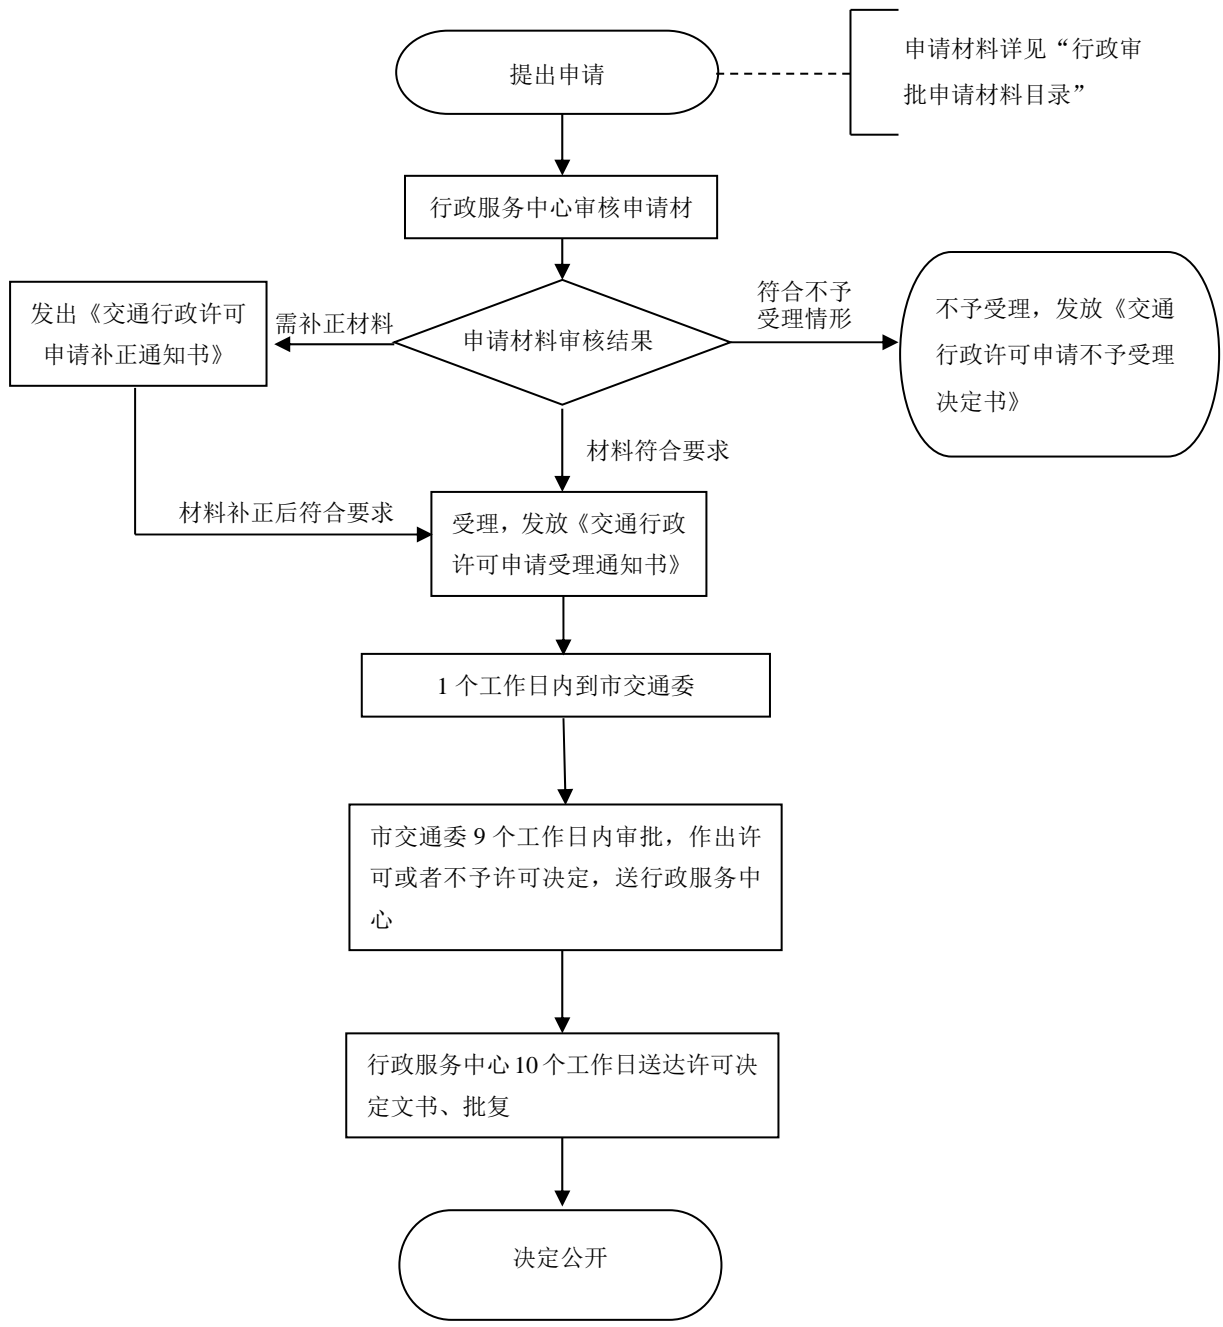 提出申请
申请材料详见“行政审
批申请材料目录”
行政服务中心审核申请材
发出《交通行政许可
申请补正通知书》
需补正材料
申请材料审核结果
符合不予
受理情形
不予受理，发放《交通
行政许可申请不予受理
决定书》
材料符合要求
材料补正后符合要求
受理，发放《交通行政
许可申请受理通知书》
1 个工作日内到市交通委
市交通委 9 个工作日内审批，作出许
可或者不予许可决定，送行政服务中
心
行政服务中心 10 个工作日送达许可决
定文书、批复
决定公开